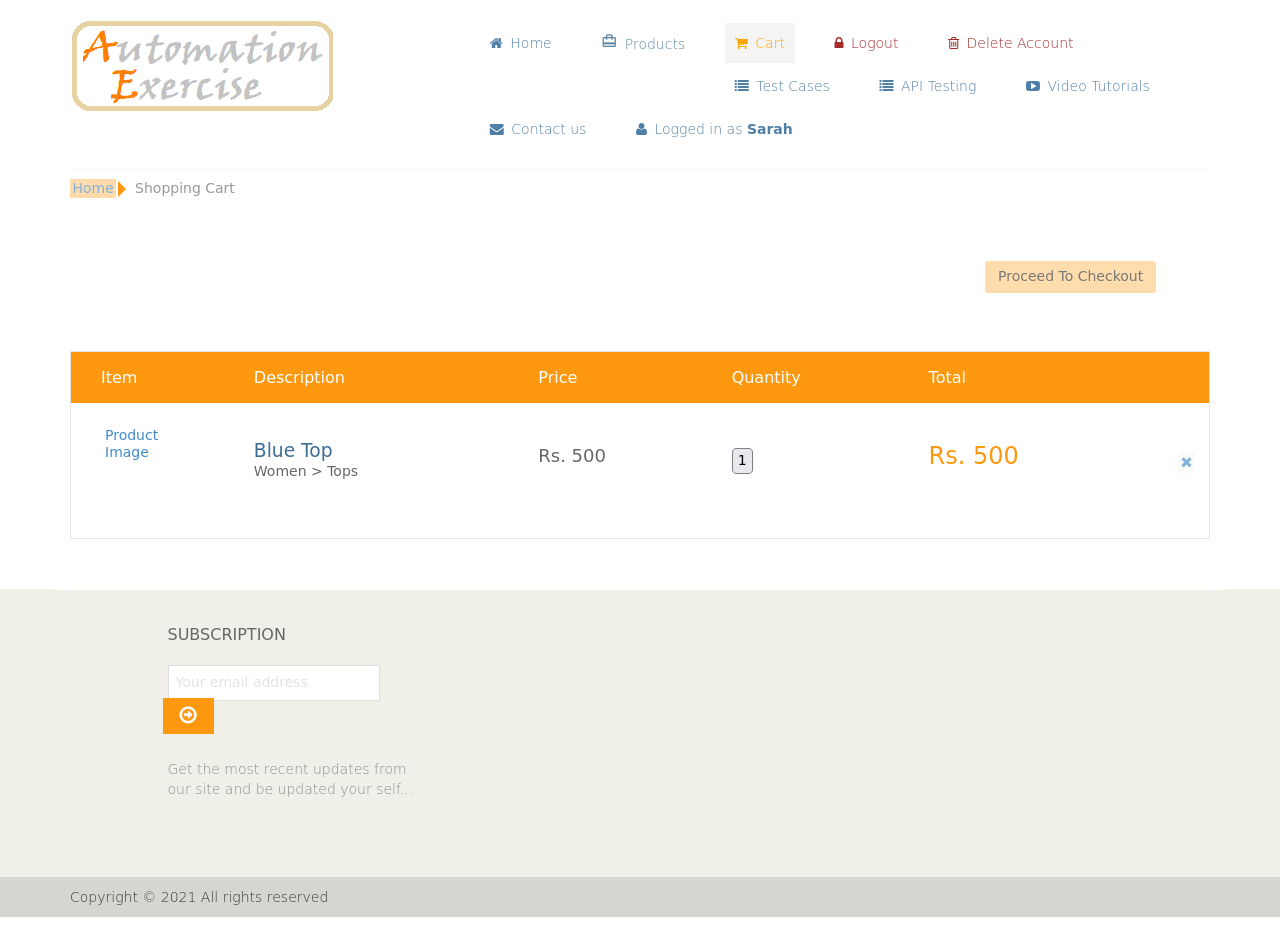 Automation
Exercise
Home
Products
Cart
Logout
Delete Account
Test Cases
API Testing
Video Tutorials
Contact us
Logged in as Sarah
Home
Shopping Cart
Proceed To Checkout
Item Description Price Quantity Total
Product
Image
Blue Top
Women > Tops
Rs. 500
1
Rs. 500
SUBSCRIPTION
Your email address
Get the most recent updates from
our site and be updated your self...
Copyright © 2021 All rights reserved